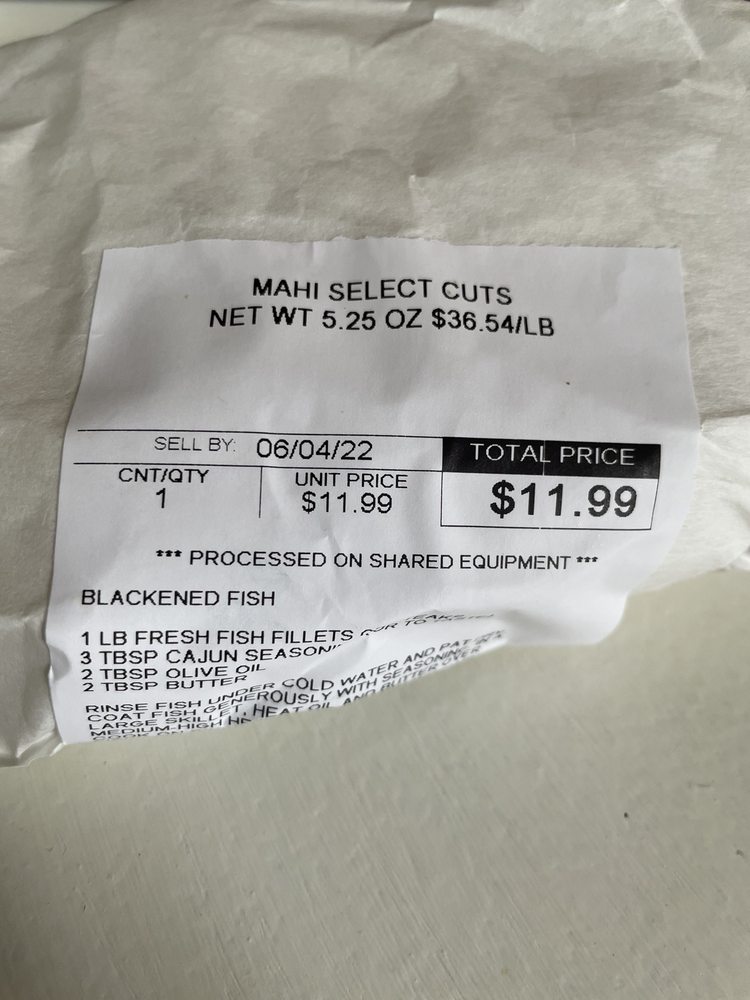 MAHI SELECT CUTS
NET WT 5.25 OZ $36.54/LB
SELL BY: 06/04/22
TOTAL PRICE
CNT/QTY
1
UNIT PRICE
$11.99
$11.99
*** PROCESSED ON SHARED EQUIPMENT ***
BLACKENED FISH
1 LB FRESH FISH FILLETS
3 TBSP CAJUN
2 TBSP OLIVE OIL
2 TBSP BUTTER
RINSE FISH UNDER COLD WATER AND PAT
COAT FISH GENEROUSLY WITH SEASONING
LARGE SKILLET, HEAT OIL AND BUTTER OVER
MEDIUM-HIGH